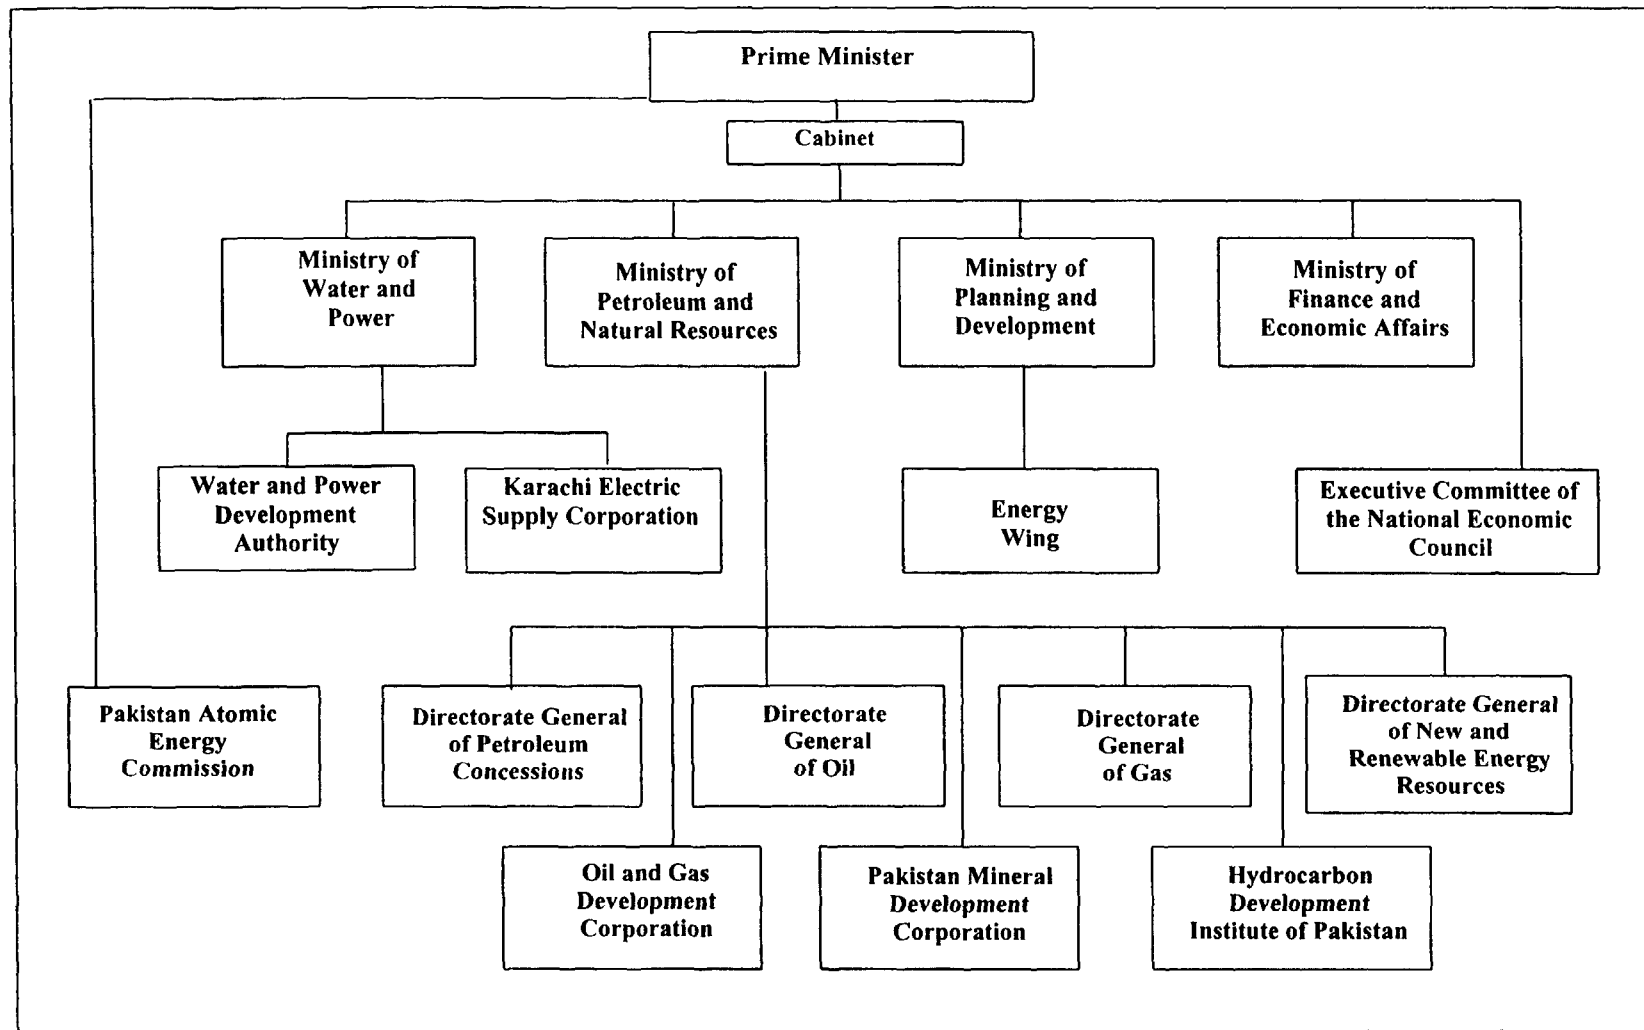 Prime Minister
Cabinet
Ministry of
Water and
Power
Ministry of
Petroleum and
Natural Resources
Ministry of
Planning and
Development
Ministry of
Finance and
Economic Affairs
Water and Power
Development
Authority
Karachi Electric
Supply Corporation
Energy
Wing
Executive Committee of
the National Economic
Council
Pakistan Atomic
Energy
Commission
Directorate General
of Petroleum
Concessions
Directorate
General
of Oil
Directorate
General
of Gas
Directorate General
of New and
Renewable Energy
Resources
Oil and Gas
Development
Corporation
Pakistan Mineral
Development
Corporation
Hydrocarbon
Development
Institute of Pakistan